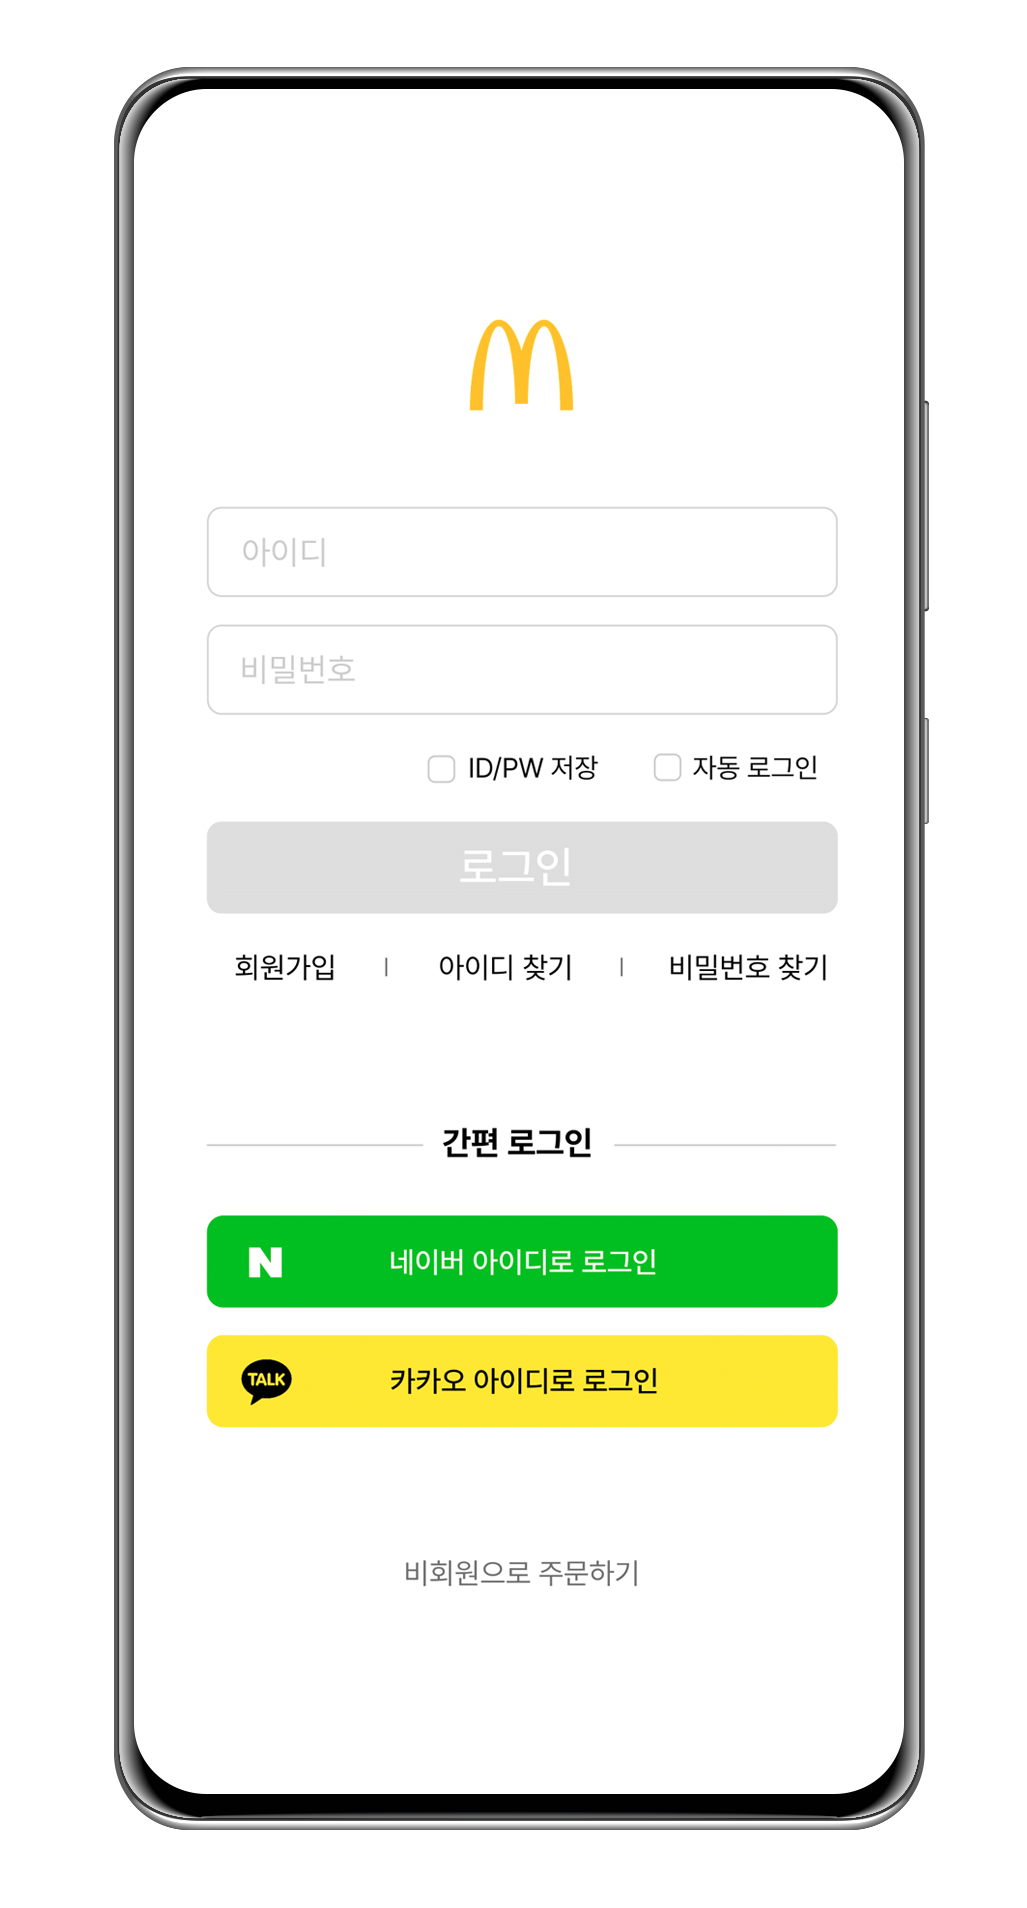 아이디
비밀번호
ID/PW 저장 자동 로그인
로그인
회원가입 | 아이디 찾기 | 비밀번호 찾기
간편 로그인
N 네이버 아이디로 로그인
TALK 카카오 아이디로 로그인
비회원으로 주문하기